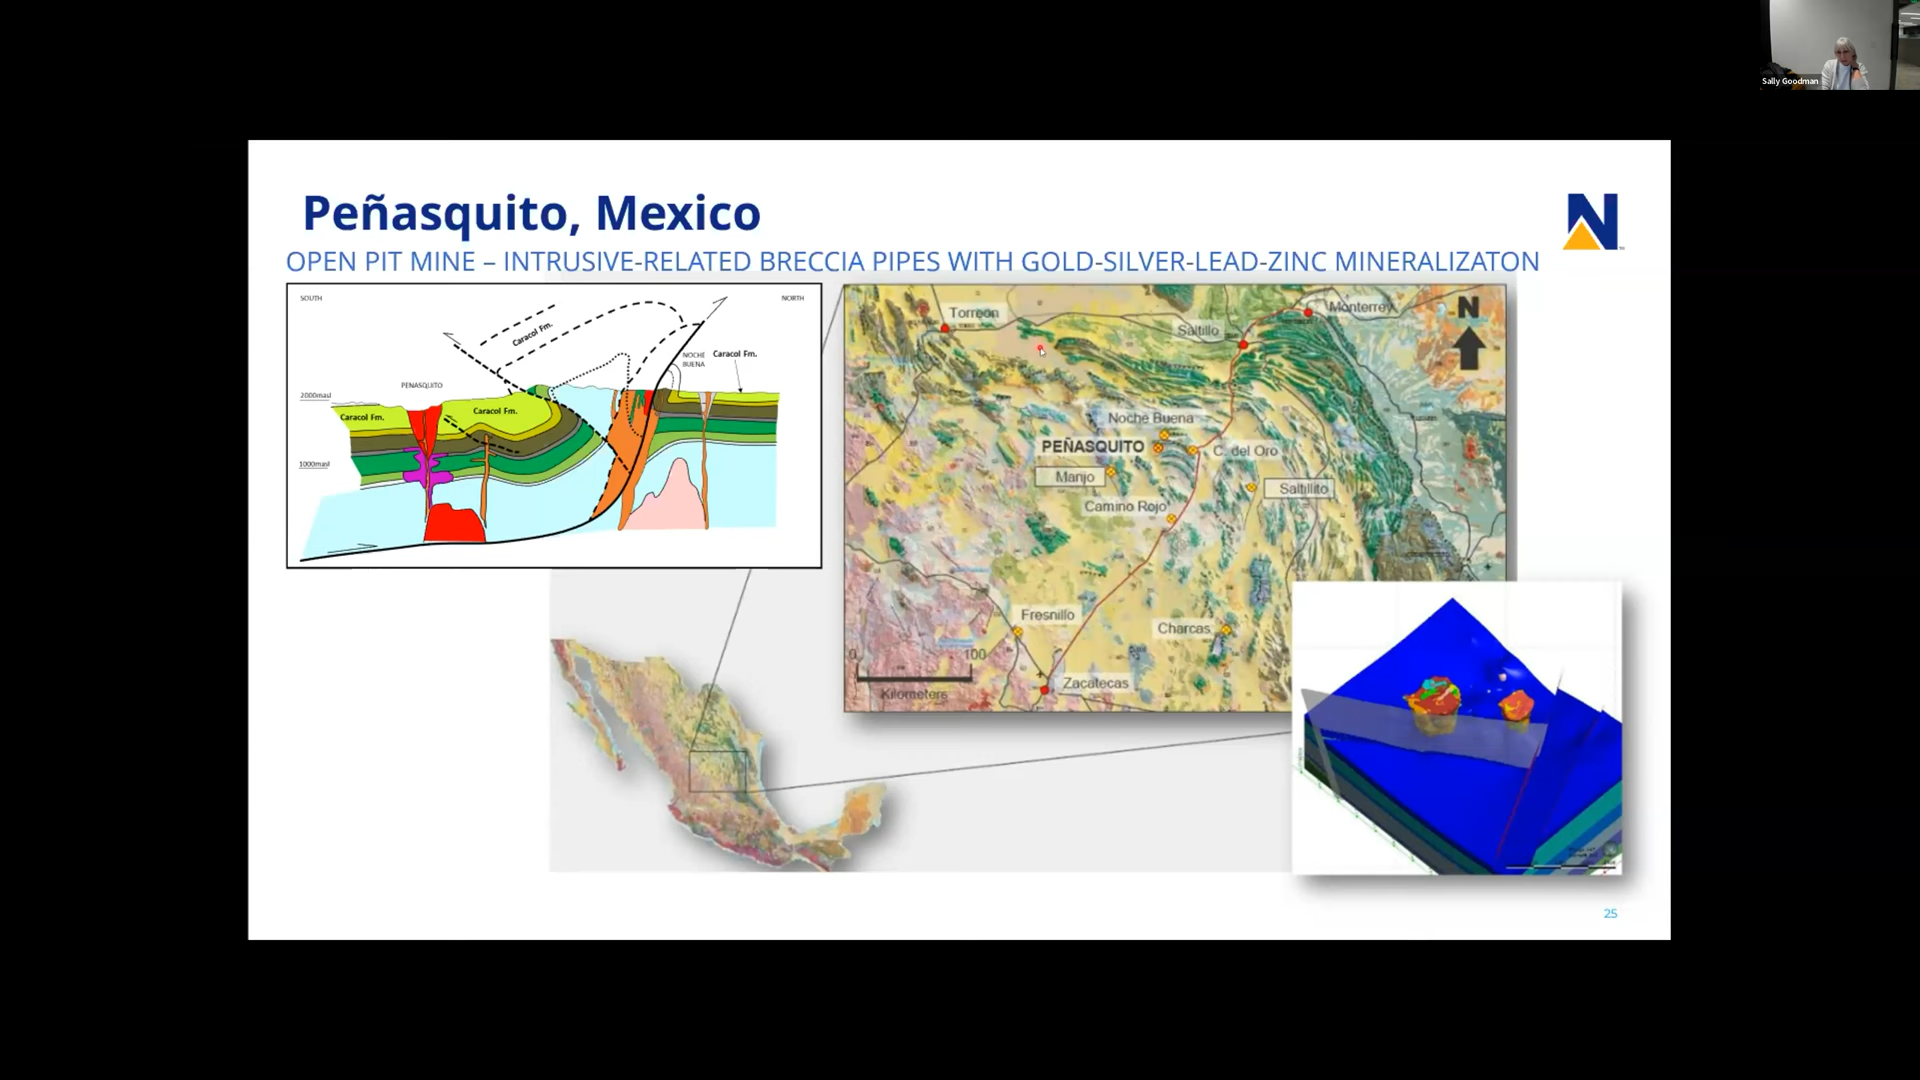 Sally Goodman
Peñasquito, Mexico
OPEN PIT MINE – INTRUSIVE-RELATED BRECCIA PIPES WITH GOLD-SILVER-LEAD-ZINC MINERALIZATON
SOUTH
NORTH
Caracol Fm.
NOCHE
BUENA
Caracol Fm.
PENASQUITO
2000masl
Caracol Fm.
Caracol Fm.
1000masl
Torreon
Monterrey
N
Saltillo
Noche Buena
PEÑASQUITO
C. del Oro
Manjo
Saltillito
Camino Rojo
Fresnillo
Charcas
0
100
Kilometers
Zacatecas
N
25